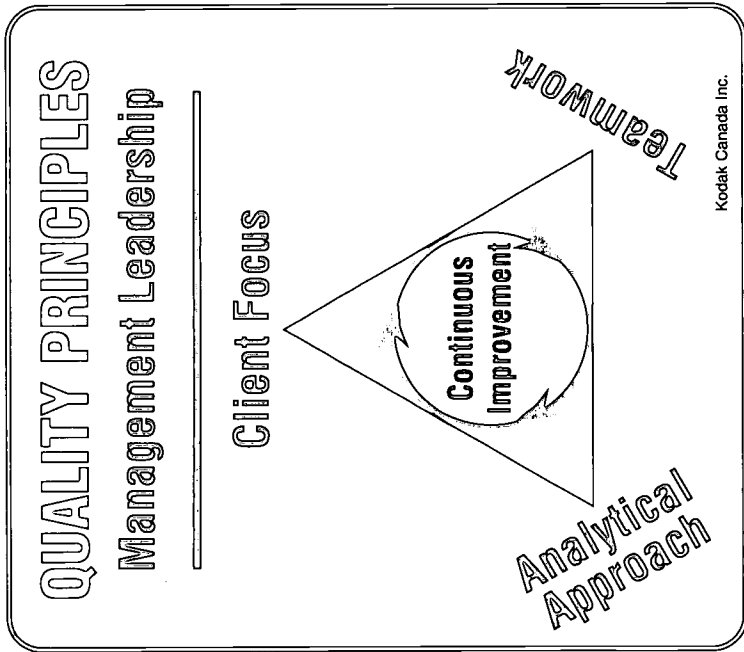 QUALITY PRINCIPLES
Management Leadership
Client Focus
Continuous
Improvement
Analytical
Approach
Teamwork
Kodak Canada Inc.